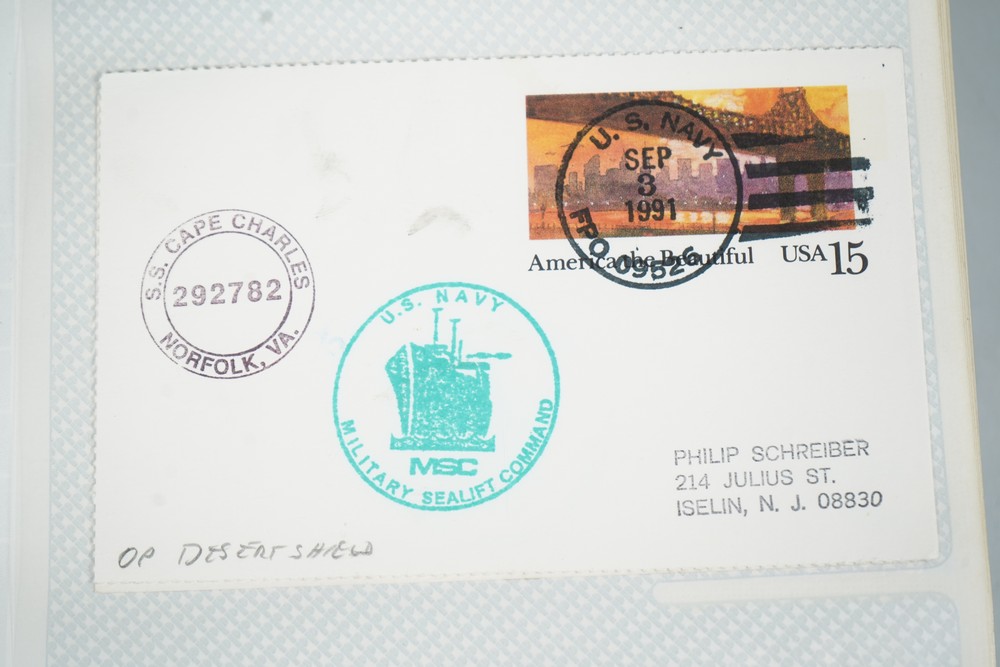 U. S. NAVY
SEP
3
1991
FPO 09526
America the Beautiful USA 15
S.S. CAPE CHARLES
292782
NORFOLK, VA.
U.S. NAVY
MSC
MILITARY SEALIFT COMMAND
PHILIP SCHREIBER
214 JULIUS ST.
ISELIN, N. J. 08830
OP DESERT SHIELD